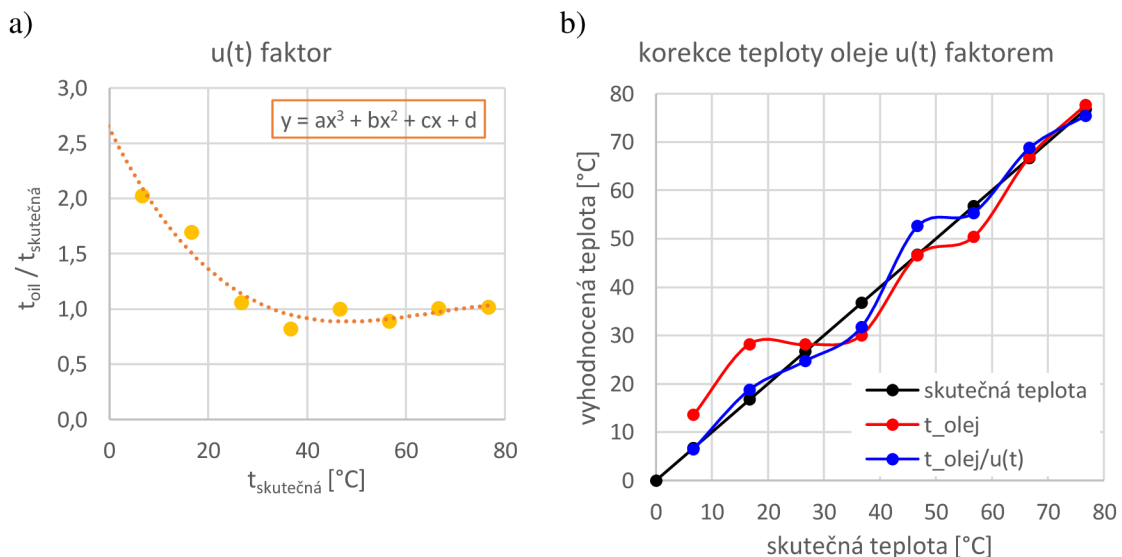 a)
u(t) faktor
3,0
2,5
2,0
1,5
1,0
0,5
0,0
0 20 40 60 80
y = ax³ + bx² + cx + d
t_oil / t_skutečná
t_skutečná [°C]
b)
korekce teploty oleje u(t) faktorem
80
70
60
50
40
30
20
10
0
0 10 20 30 40 50 60 70 80
vyhodnocená teplota [°C]
skutečná teplota
t_olej
t_olej/u(t)
skutečná teplota [°C]